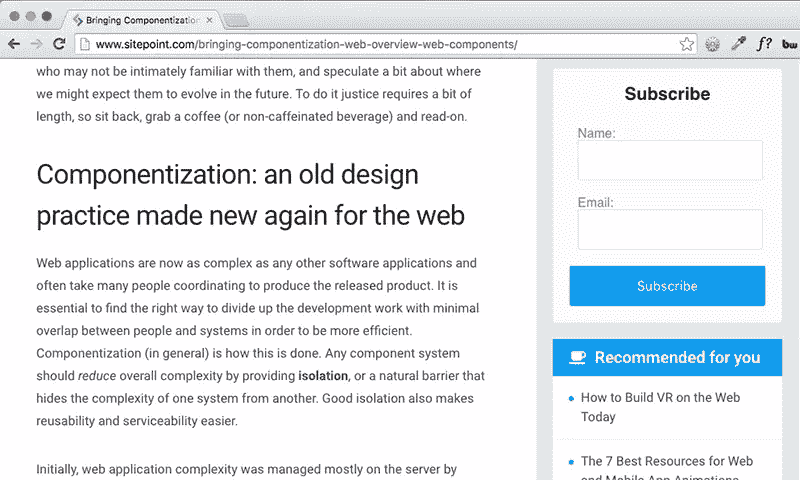 Bringing Componentization
www.sitepoint.com/bringing-componentization-web-overview-web-components/
f?
bw
who may not be intimately familiar with them, and speculate a bit about where
we might expect them to evolve in the future. To do it justice requires a bit of
length, so sit back, grab a coffee (or non-caffeinated beverage) and read-on.
Componentization: an old design
practice made new again for the web
Web applications are now as complex as any other software applications and
often take many people coordinating to produce the released product. It is
essential to find the right way to divide up the development work with minimal
overlap between people and systems in order to be more efficient.
Componentization (in general) is how this is done. Any component system
should reduce overall complexity by providing isolation, or a natural barrier that
hides the complexity of one system from another. Good isolation also makes
reusability and serviceability easier.
Initially, web application complexity was managed mostly on the server by
Subscribe
Name:
Email:
Subscribe
Recommended for you
How to Build VR on the Web
Today
The 7 Best Resources for Web
and Mobile App Animations